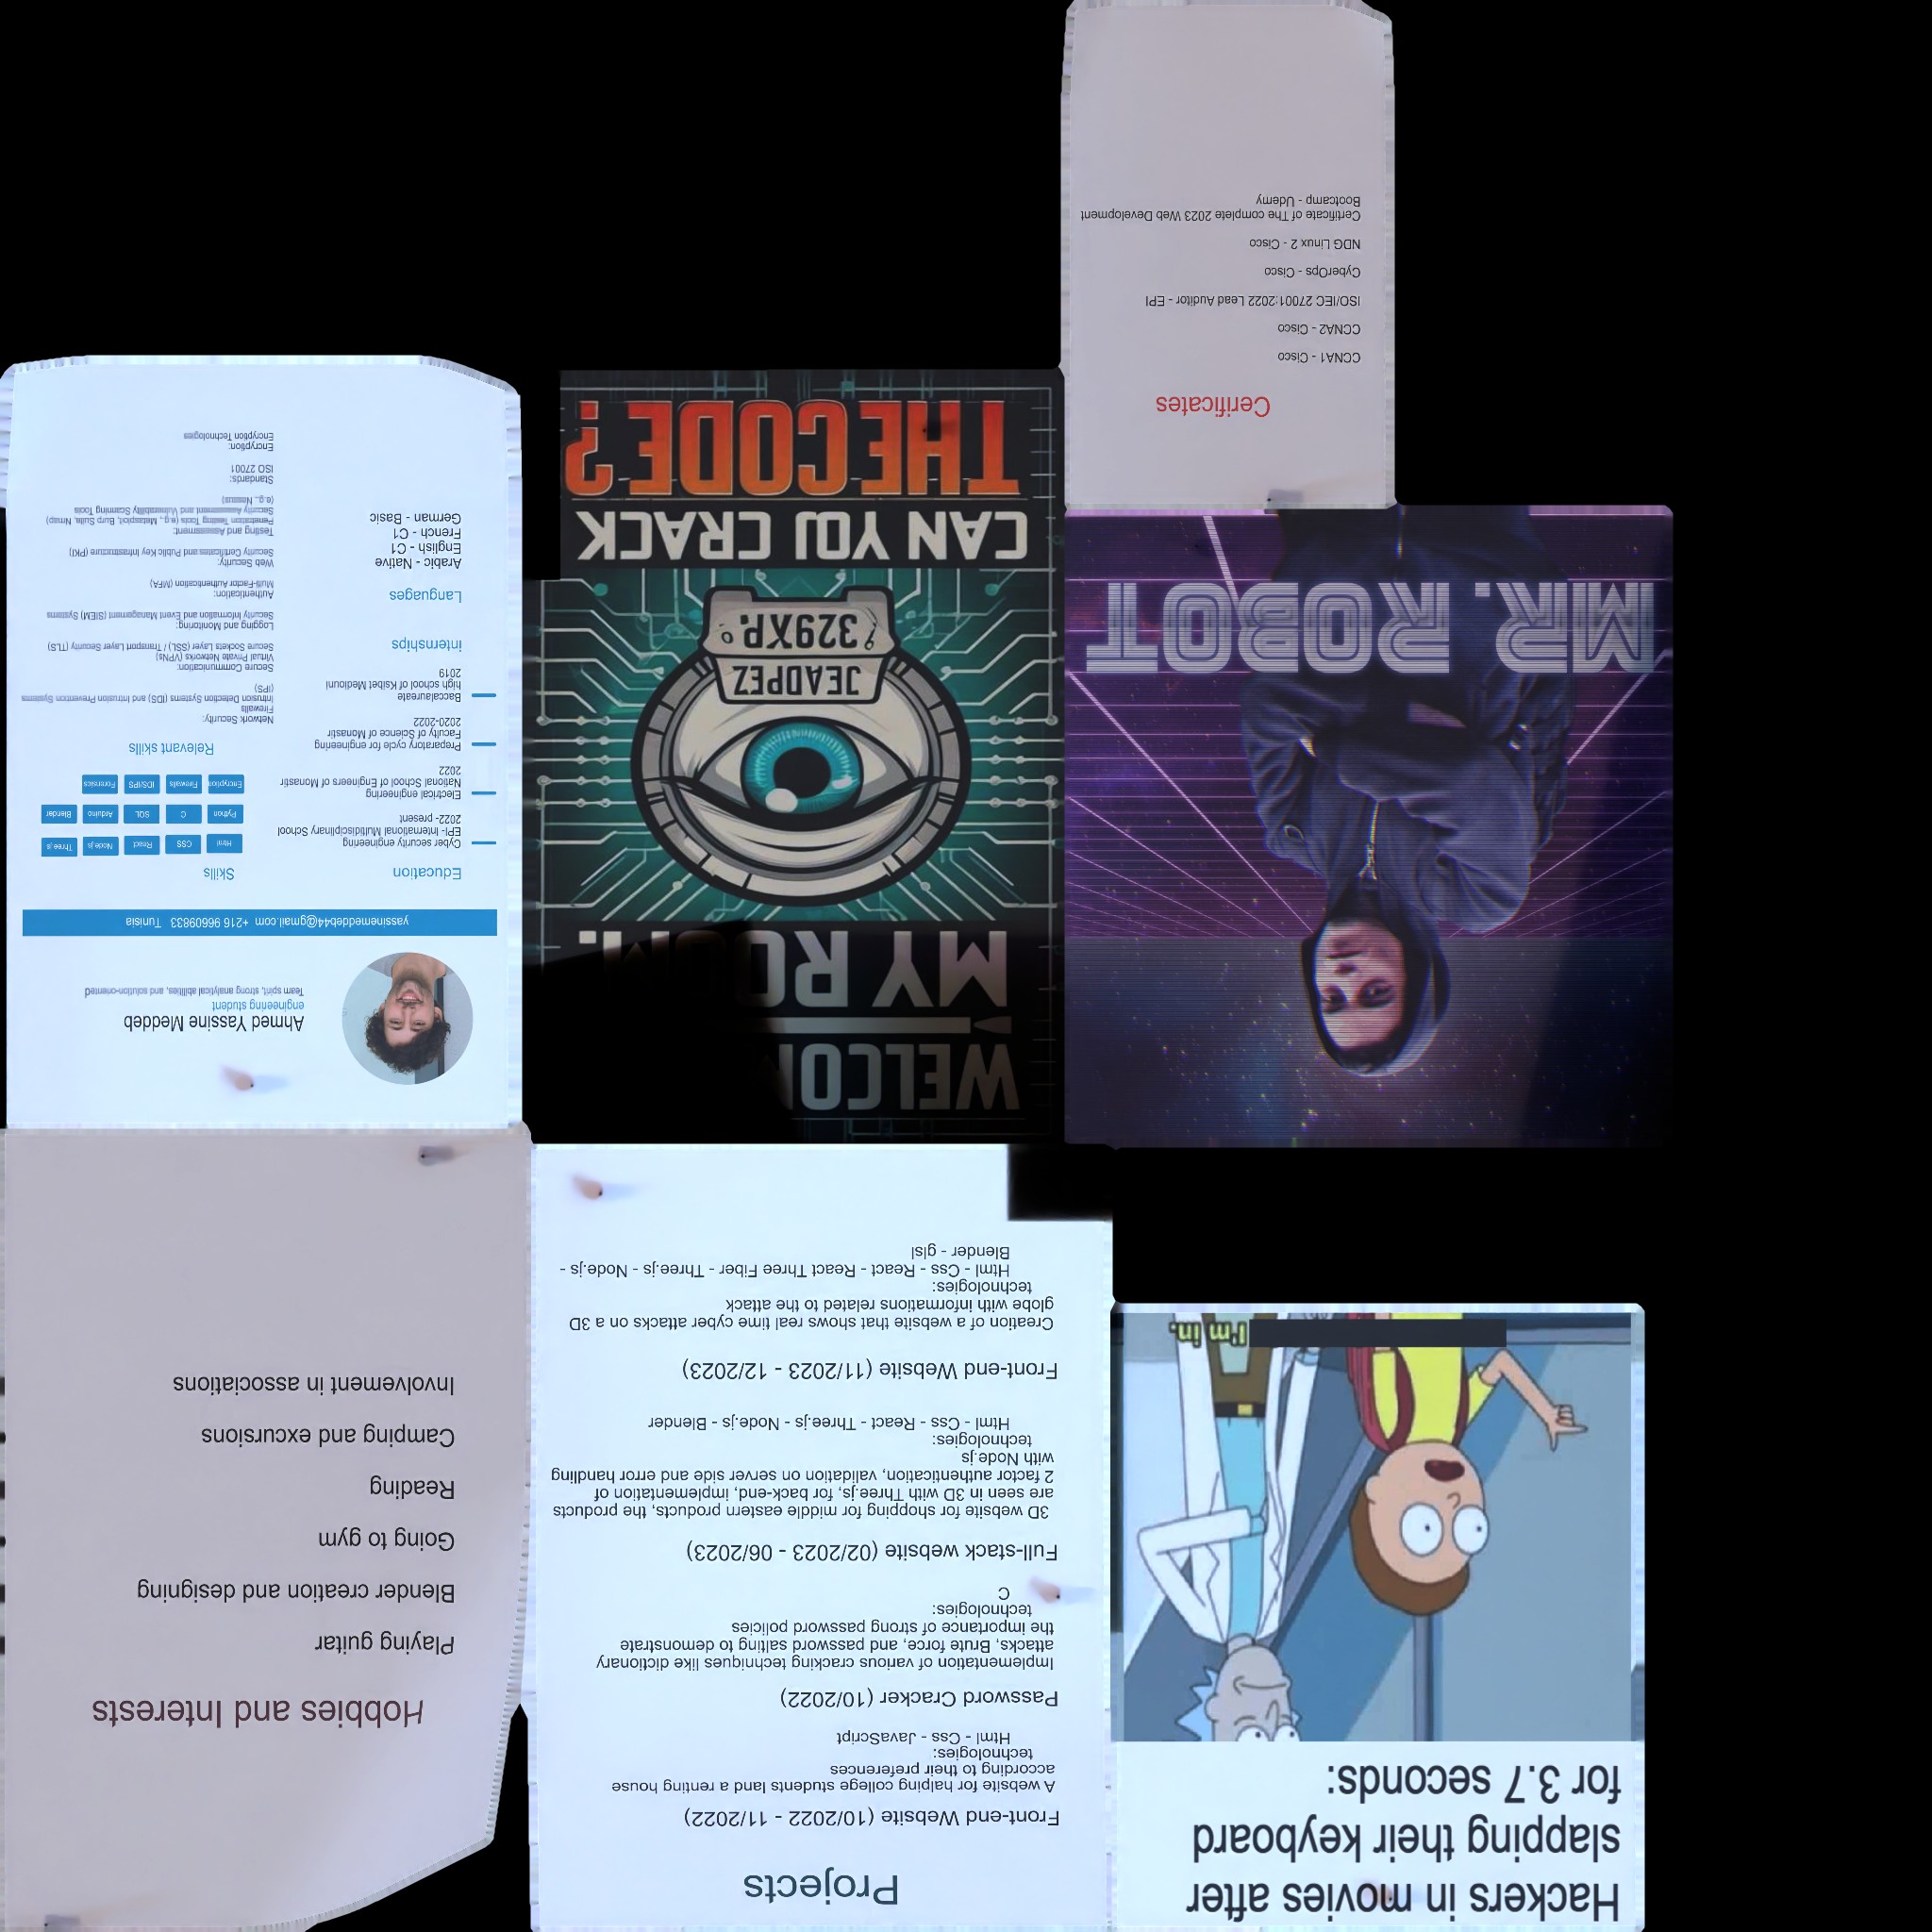 Cerificates
CCNA1 - Cisco
CCNA2 - Cisco
ISO/IEC 27001:2022 Lead Auditor - EPI
CyberOps - Cisco
NDG Linux 2 - Cisco
Certificate of The complete 2023 Web Development
Bootcamp - Udemy
Ahmed Yassine Meddeb
engineering student
Team spirit, strong analytical abilities, and solution-oriented
yassinemeddeb44@gmail.com +216 96609833 Tunisia
Education
Cyber security engineering
EPI- International Multidisciplinary School
2022- present
Electrical engineering
National School of Engineers of Monastir
2022
Preparatory cycle for engineering
Faculty of Science of Monastir
2020-2022
Baccalaureate
high school of Ksibet Mediouni
2019
internships
Languages
Arabic - Native
English - C1
French - C1
German - Basic
Skills
Html CSS React Node.js Three.js
Python C SQL Arduino Blender
Encryption Firewalls IDS/IPS Forensics
Relevant skills
Network Security:
Firewalls
Intrusion Detection Systems (IDS) and Intrusion Prevention Systems
(IPS)
Secure Communication:
Virtual Private Networks (VPNs)
Secure Sockets Layer (SSL) / Transport Layer Security (TLS)
Logging and Monitoring:
Security Information and Event Management (SIEM) Systems
Authentication:
Multi-Factor Authentication (MFA)
Web Security:
Security Certificates and Public Key Infrastructure (PKI)
Testing and Assessment:
Penetration Testing Tools (e.g., Metasploit, Burp Suite, Nmap)
Security Assessment and Vulnerability Scanning Tools
(e.g., Nessus)
Standards:
ISO 27001
Encryption:
Encryption Technologies
MY ROOM.
JEADPEZ
329XP.
CAN YOU CRACK
THE CODE?
MR. ROBOT
Hobbies and Interests
Playing guitar
Blender creation and designing
Going to gym
Reading
Camping and excursions
Involvement in associations
Projects
Front-end Website (10/2022 - 11/2022)
A website for halping college students land a renting house
according to their preferences
technologies:
Html - Css - JavaScript
Password Cracker (10/2022)
Implementation of various cracking techniques like dictionary
attacks, Brute force, and password salting to demonstrate
the importance of strong password policies
technologies:
C
Full-stack website (02/2023 - 06/2023)
3D website for shopping for middle eastern products, the products
are seen in 3D with Three.js, for back-end, implementation of
2 factor authentication, validation on server side and error handling
with Node.js
technologies:
Html - Css - React - Three.js - Node.js - Blender
Front-end Website (11/2023 - 12/2023)
Creation of a website that shows real time cyber attacks on a 3D
globe with informations related to the attack
technologies:
Html - Css - React - React Three Fiber - Three.js - Node.js -
Blender - glsl
Hackers in movies after
slapping their keyboard
for 3.7 seconds:
I'm in.